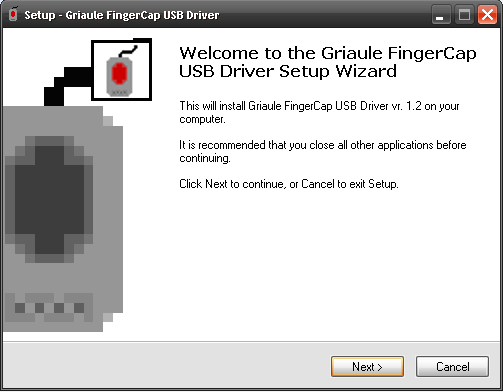 Setup - Griaule FingerCap USB Driver
Welcome to the Griaule FingerCap
USB Driver Setup Wizard
This will install Griaule FingerCap USB Driver vr. 1.2 on your
computer.
It is recommended that you close all other applications before
continuing.
Click Next to continue, or Cancel to exit Setup.
Next >
Cancel